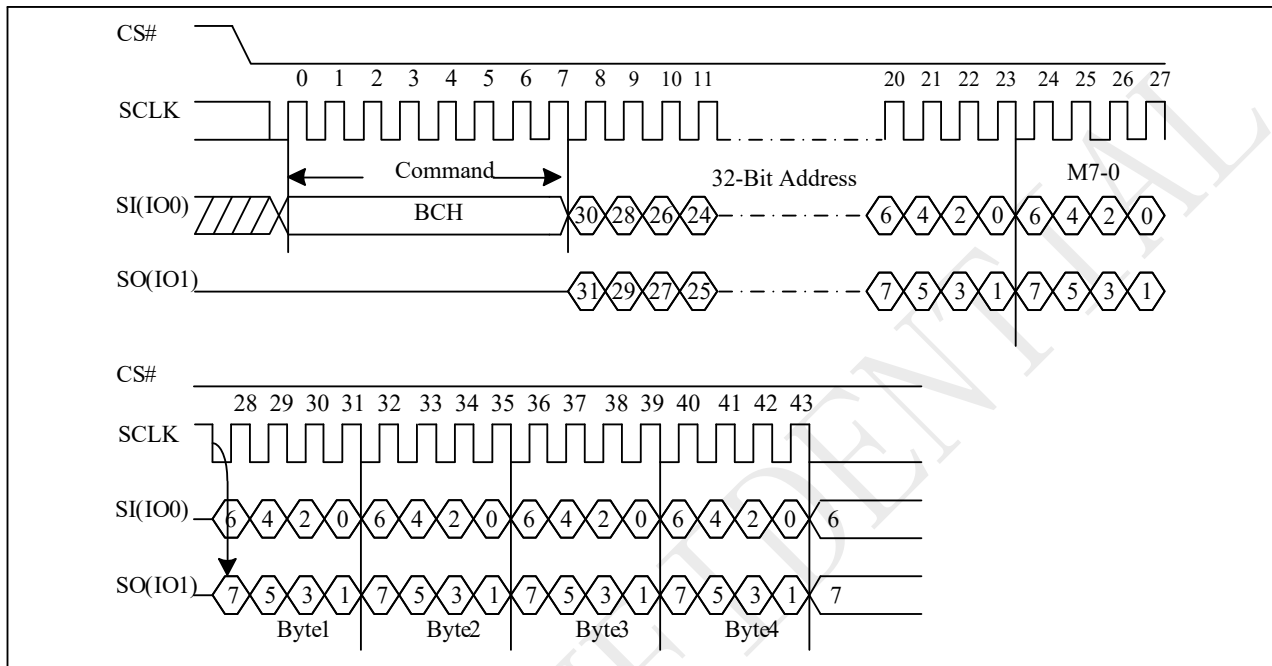 CS#
0 1 2 3 4 5 6 7 8 9 10 11 20 21 22 23 24 25 26 27
SCLK
Command 32-Bit Address M7-0
SI(IO0) BCH 30 28 26 24 6 4 2 0 6 4 2 0
SO(IO1) 31 29 27 25 7 5 3 1 7 5 3 1
CS#
28 29 30 31 32 33 34 35 36 37 38 39 40 41 42 43
SCLK
SI(IO0) 6 4 2 0 6 4 2 0 6 4 2 0 6 4 2 0 6
SO(IO1) 7 5 3 1 7 5 3 1 7 5 3 1 7 5 3 1 7
Byte1 Byte2 Byte3 Byte4